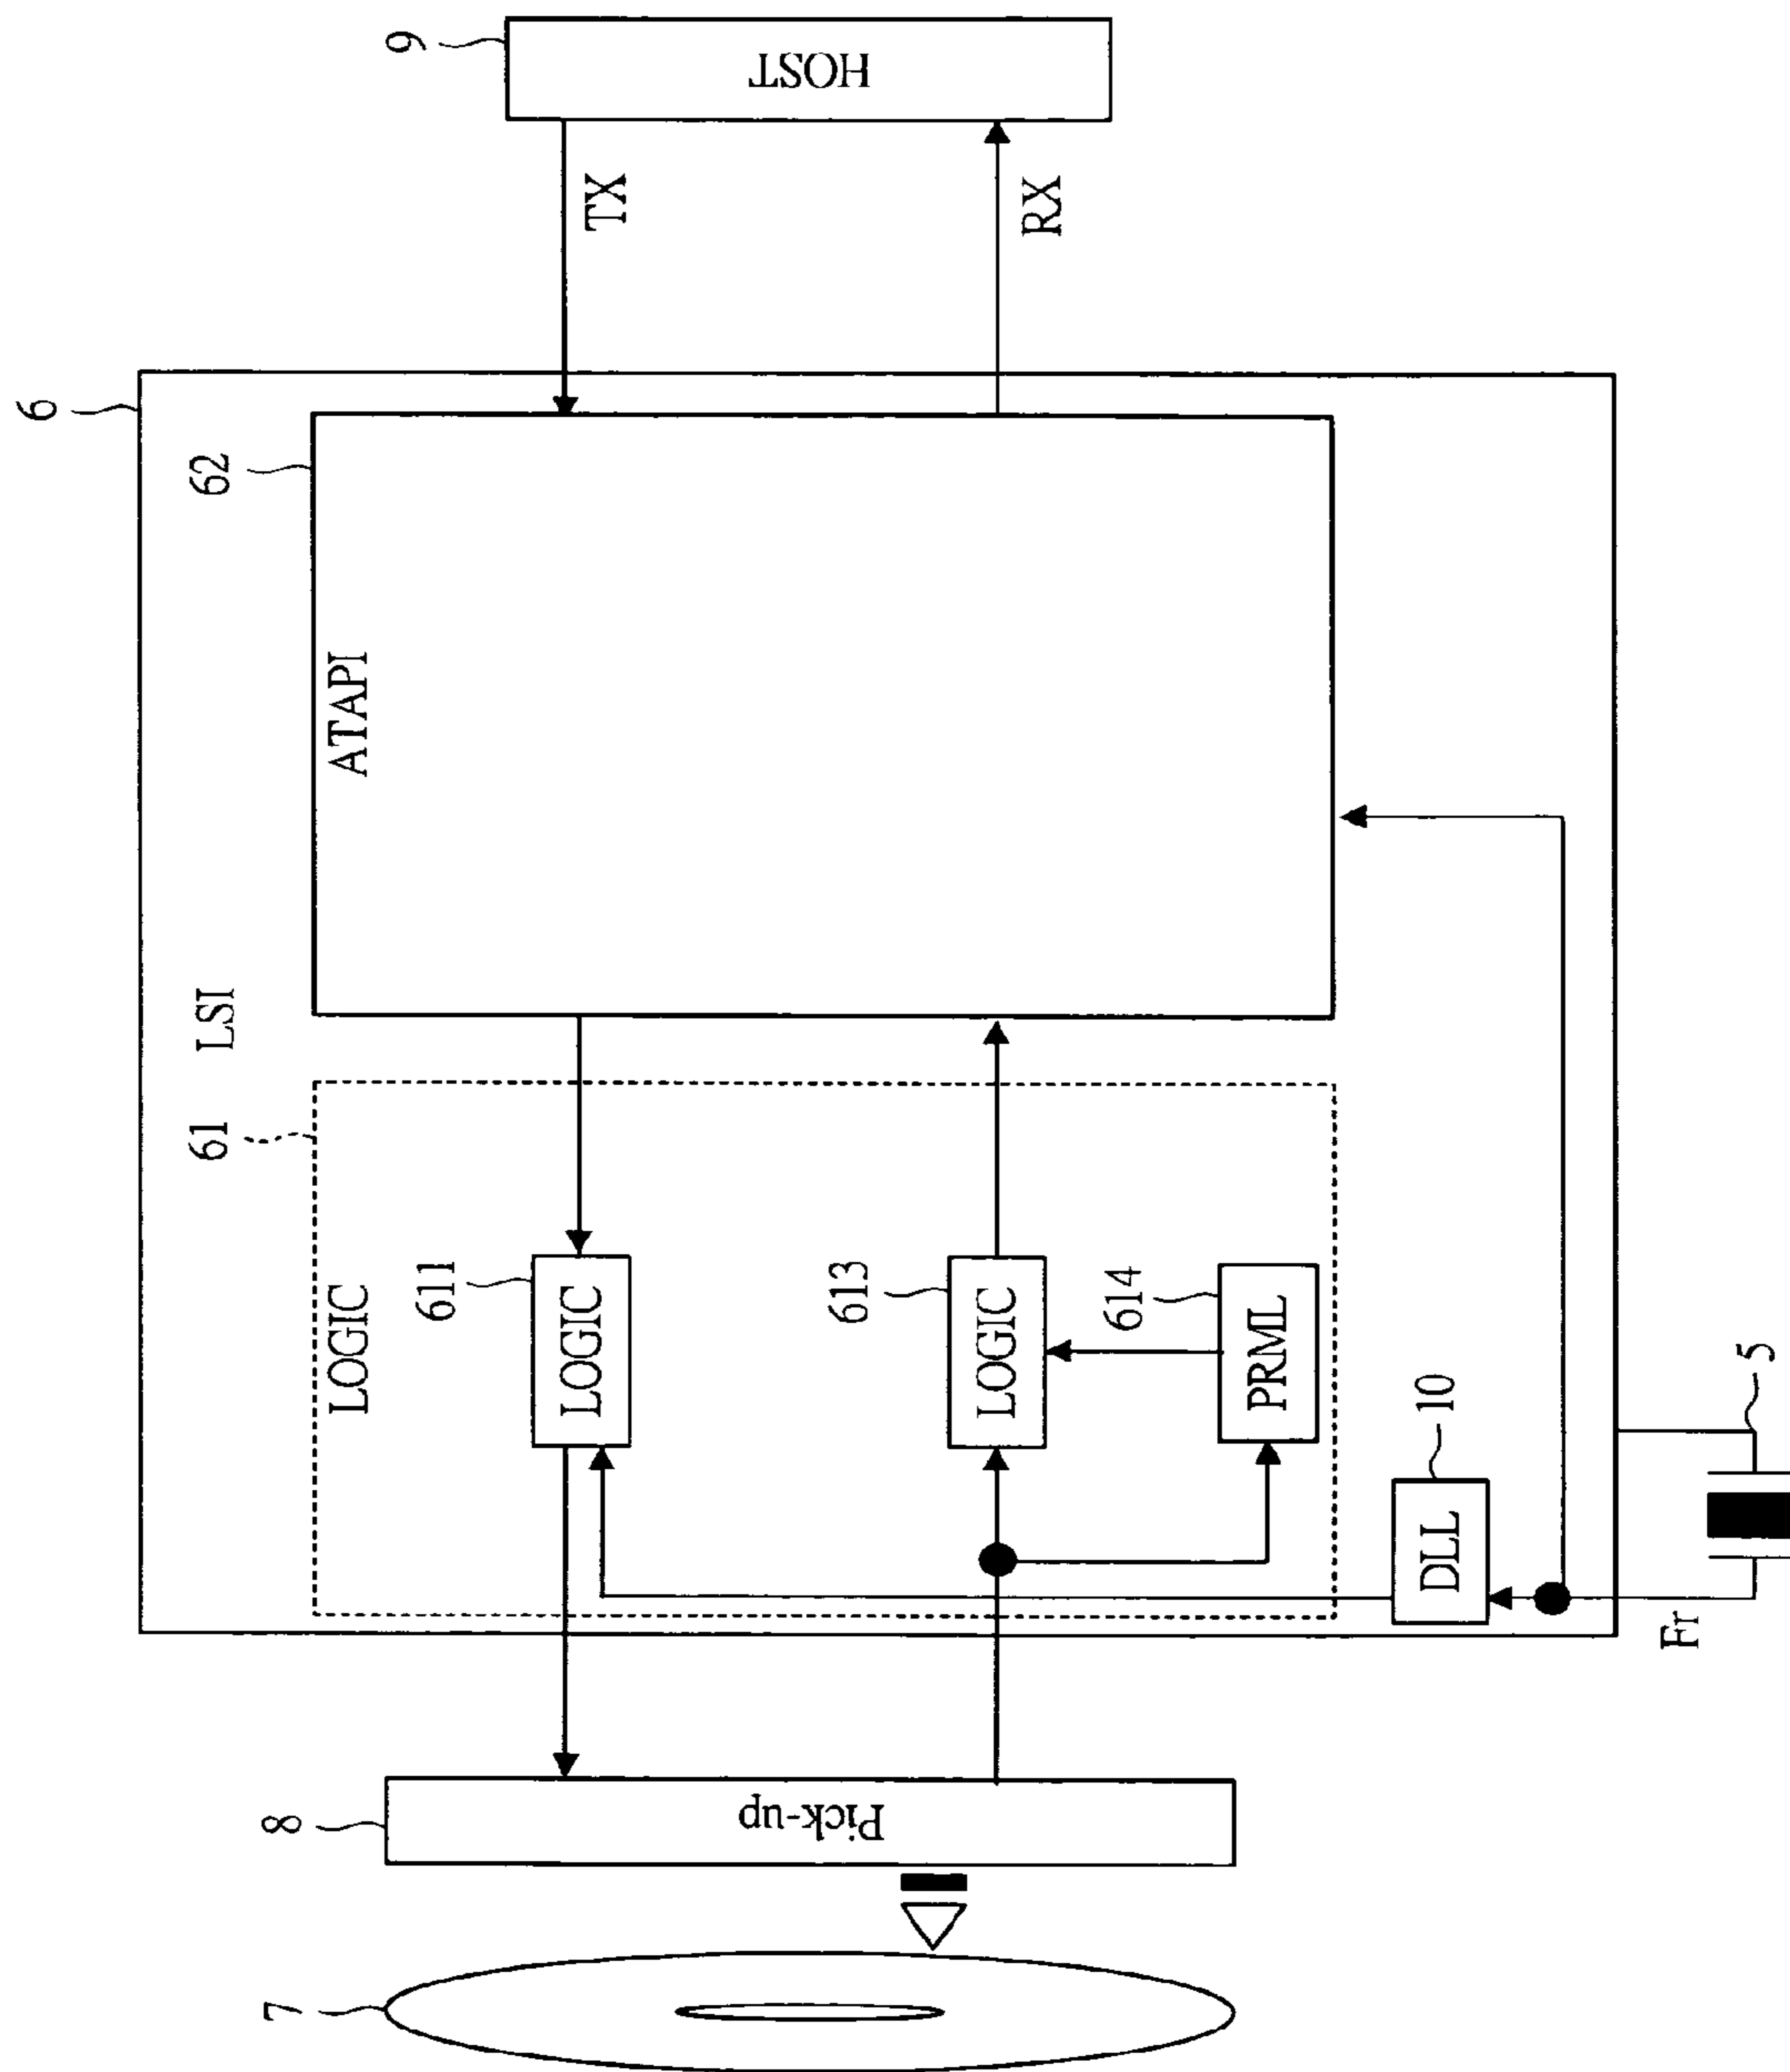 6
61
LSI
62
7
8
LOGIC
ATAPI
9
611
LOGIC
TX
Pick-up
HOST
613
LOGIC
RX
614
PRML
10
DLL
Fr
5